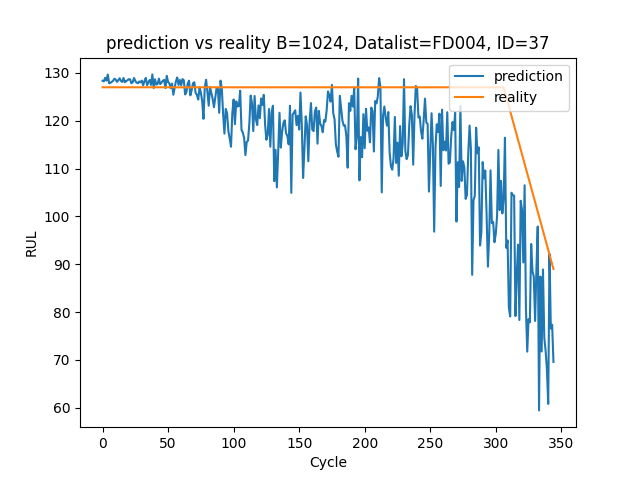 prediction vs reality B=1024, Datalist=FD004, ID=37
prediction
reality
RUL
130
120
110
100
90
80
70
60
0 50 100 150 200 250 300 350
Cycle